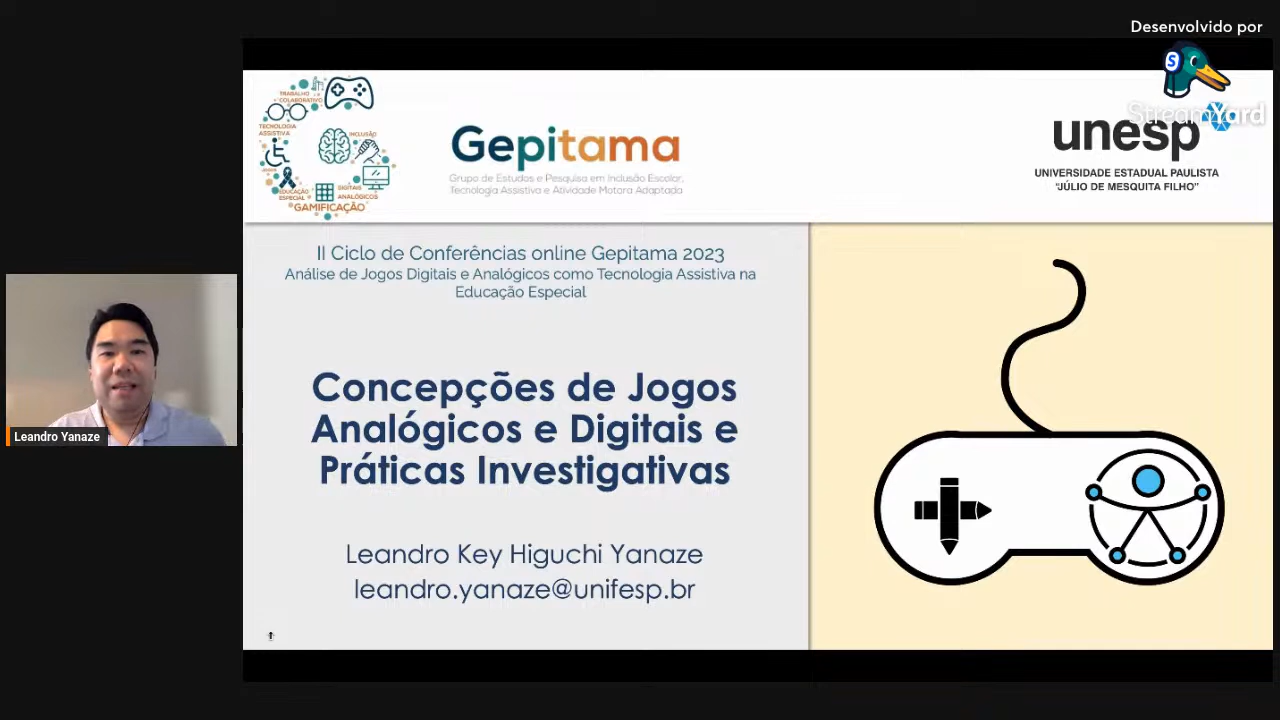 Desenvolvido por
StreamYard
TRABALHO
COLABORATIVO
TECNOLOGIA
ASSISTIVA
INCLUSÃO
JOGOS
EDUCAÇÃO
ESPECIAL
DIGITAIS
ANALÓGICOS
GAMIFICAÇÃO
Gepitama
Grupo de Estudos e Pesquisa em Inclusão Escolar,
Tecnologia Assistiva e Atividade Motora Adaptada
unesp
UNIVERSIDADE ESTADUAL PAULISTA
"JÚLIO DE MESQUITA FILHO"
II Ciclo de Conferências online Gepitama 2023
Análise de Jogos Digitais e Analógicos como Tecnologia Assistiva na
Educação Especial
Concepções de Jogos
Analógicos e Digitais e
Práticas Investigativas
Leandro Key Higuchi Yanaze
leandro.yanaze@unifesp.br
Leandro Yanaze